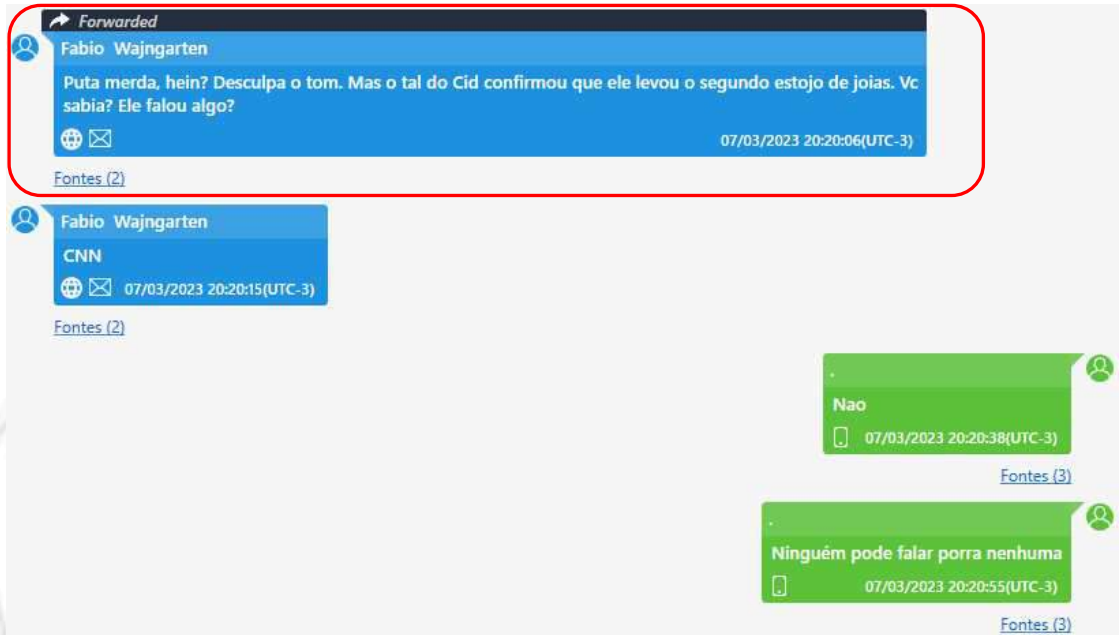 Forwarded
Fabio Wajngarten
Puta merda, hein? Desculpa o tom. Mas o tal do Cid confirmou que ele levou o segundo estojo de joias. Vc
sabia? Ele falou algo?
07/03/2023 20:20:06(UTC-3)
Fontes (2)
Fabio Wajngarten
CNN
07/03/2023 20:20:15(UTC-3)
Fontes (2)
.
Nao
07/03/2023 20:20:38(UTC-3)
Fontes (3)
.
Ninguém pode falar porra nenhuma
07/03/2023 20:20:55(UTC-3)
Fontes (3)